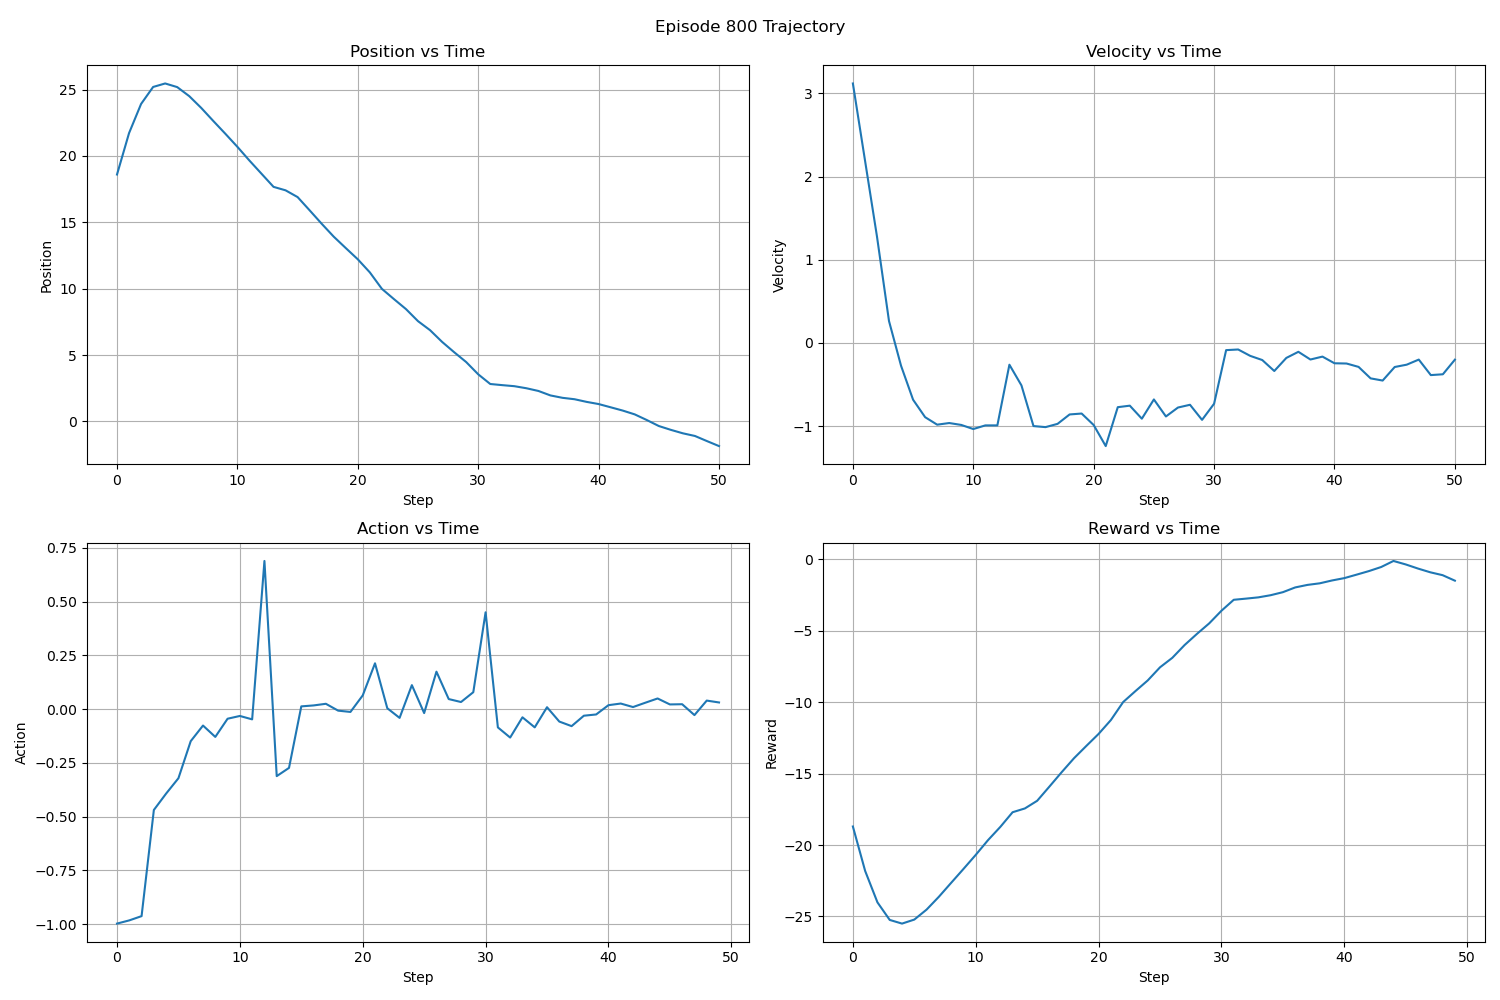 Episode 800 Trajectory
Position vs Time
25
20
15
10
5
0
Position
0 10 20 30 40 50
Step
Velocity vs Time
3
2
1
0
−1
Velocity
0 10 20 30 40 50
Step
Action vs Time
0.75
0.50
0.25
0.00
−0.25
−0.50
−0.75
−1.00
Action
0 10 20 30 40 50
Step
Reward vs Time
0
−5
−10
−15
−20
−25
Reward
0 10 20 30 40 50
Step